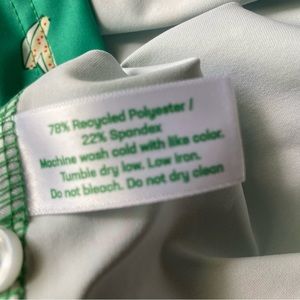 78% Recycled Polyester /
22% Spandex
Machine wash cold with like color.
Tumble dry low. Low iron.
Do not bleach. Do not dry clean